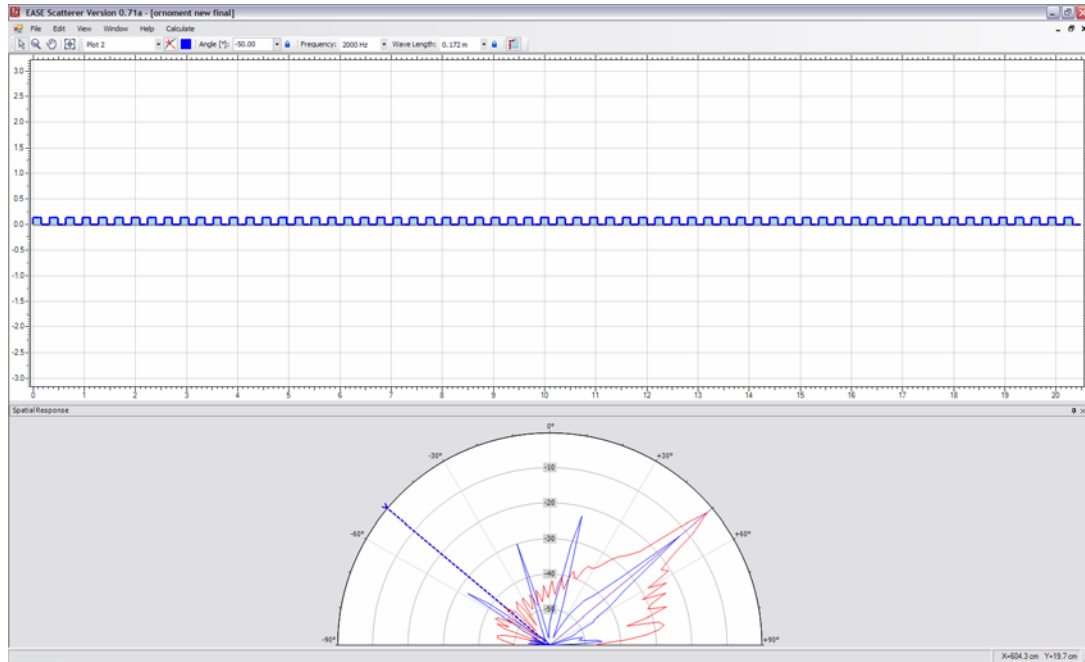 EASE Scatterer Version 0.71a - [ornoment new final]
File Edit View Window Help Calculate
Plot 2 Angle [°]: -50.00 Frequency: 2000 Hz Wave Length: 0.172 m
3.0
2.5
2.0
1.5
1.0
0.5
0.0
-0.5
-1.0
-1.5
-2.0
-2.5
-3.0
0 1 2 3 4 5 6 7 8 9 10 11 12 13 14 15 16 17 18 19 20
Spatial Response
0°
-30° +30°
-10
-20
-60° -30 +60°
-40
-50
-90° +90°
X=604.3 cm Y=19.7 cm